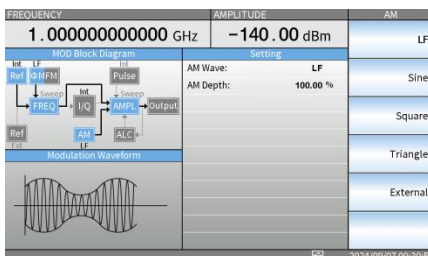 FREQUENCY AMPLITUDE AM
1.000000000000 GHz -140.00 dBm
LF
MOD Block Diagram
Setting
Int LF Int
Ref ΦM FM Pulse
Sweep Int Sweep
FREQ I/Q AMPL Output
Ref AM ALC
Ext LF
AM Wave: LF
AM Depth: 100.00 %
Modulation Waveform
Sine
Square
Triangle
External